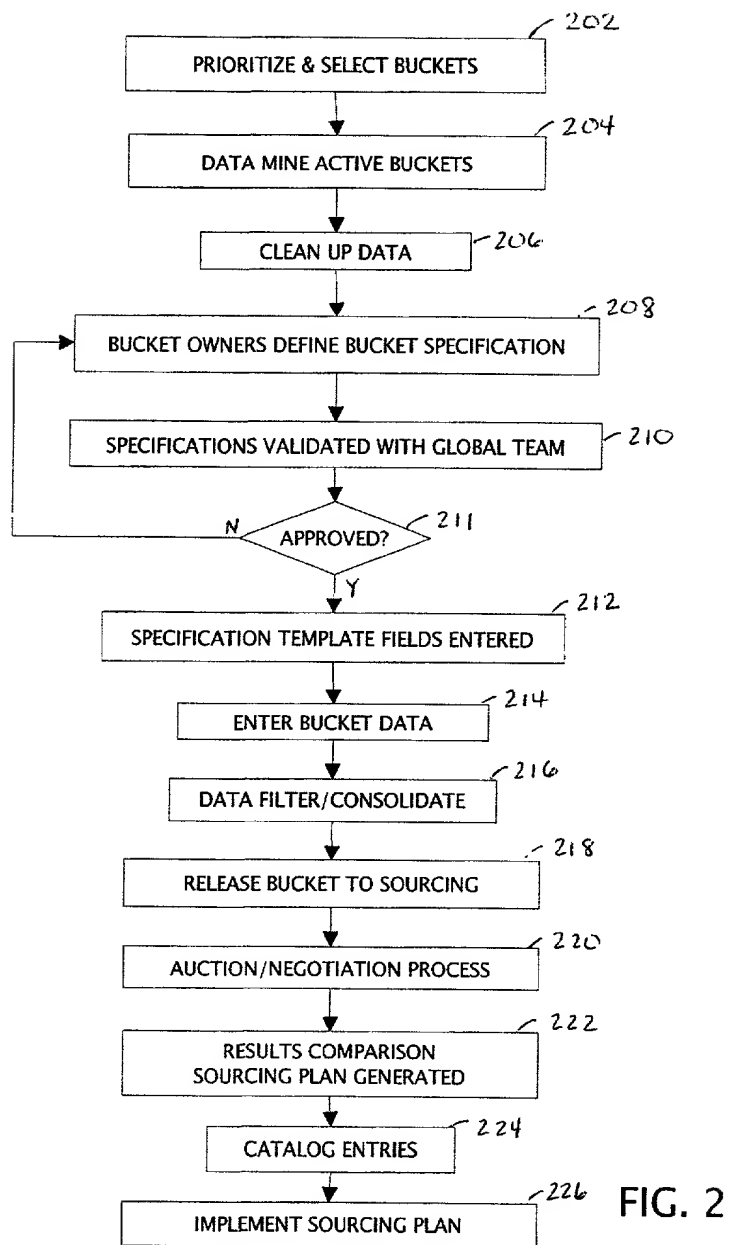 202
PRIORITIZE & SELECT BUCKETS
204
DATA MINE ACTIVE BUCKETS
206
CLEAN UP DATA
208
BUCKET OWNERS DEFINE BUCKET SPECIFICATION
210
SPECIFICATIONS VALIDATED WITH GLOBAL TEAM
211
N
APPROVED?
Y
212
SPECIFICATION TEMPLATE FIELDS ENTERED
214
ENTER BUCKET DATA
216
DATA FILTER/CONSOLIDATE
218
RELEASE BUCKET TO SOURCING
220
AUCTION/NEGOTIATION PROCESS
222
RESULTS COMPARISON
SOURCING PLAN GENERATED
224
CATALOG ENTRIES
226
IMPLEMENT SOURCING PLAN
FIG. 2